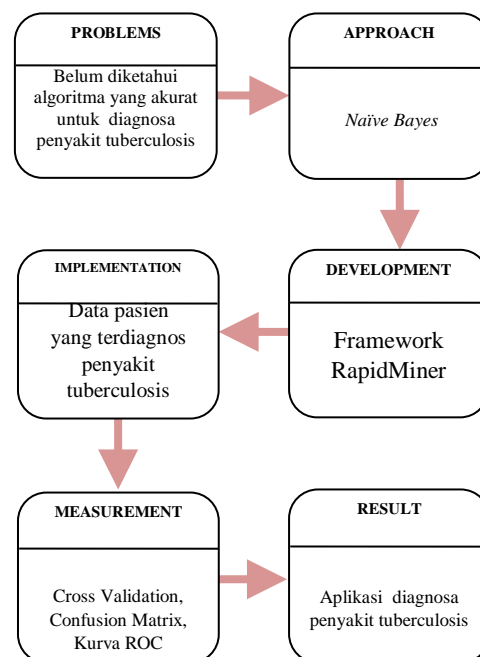 PROBLEMS
Belum diketahui
algoritma yang akurat
untuk diagnosa
penyakit tuberculosis
APPROACH
Naïve Bayes
DEVELOPMENT
Framework
RapidMiner
IMPLEMENTATION
Data pasien
yang terdiagnos
penyakit
tuberculosis
MEASUREMENT
Cross Validation,
Confusion Matrix,
Kurva ROC
RESULT
Aplikasi diagnosa
penyakit tuberculosis